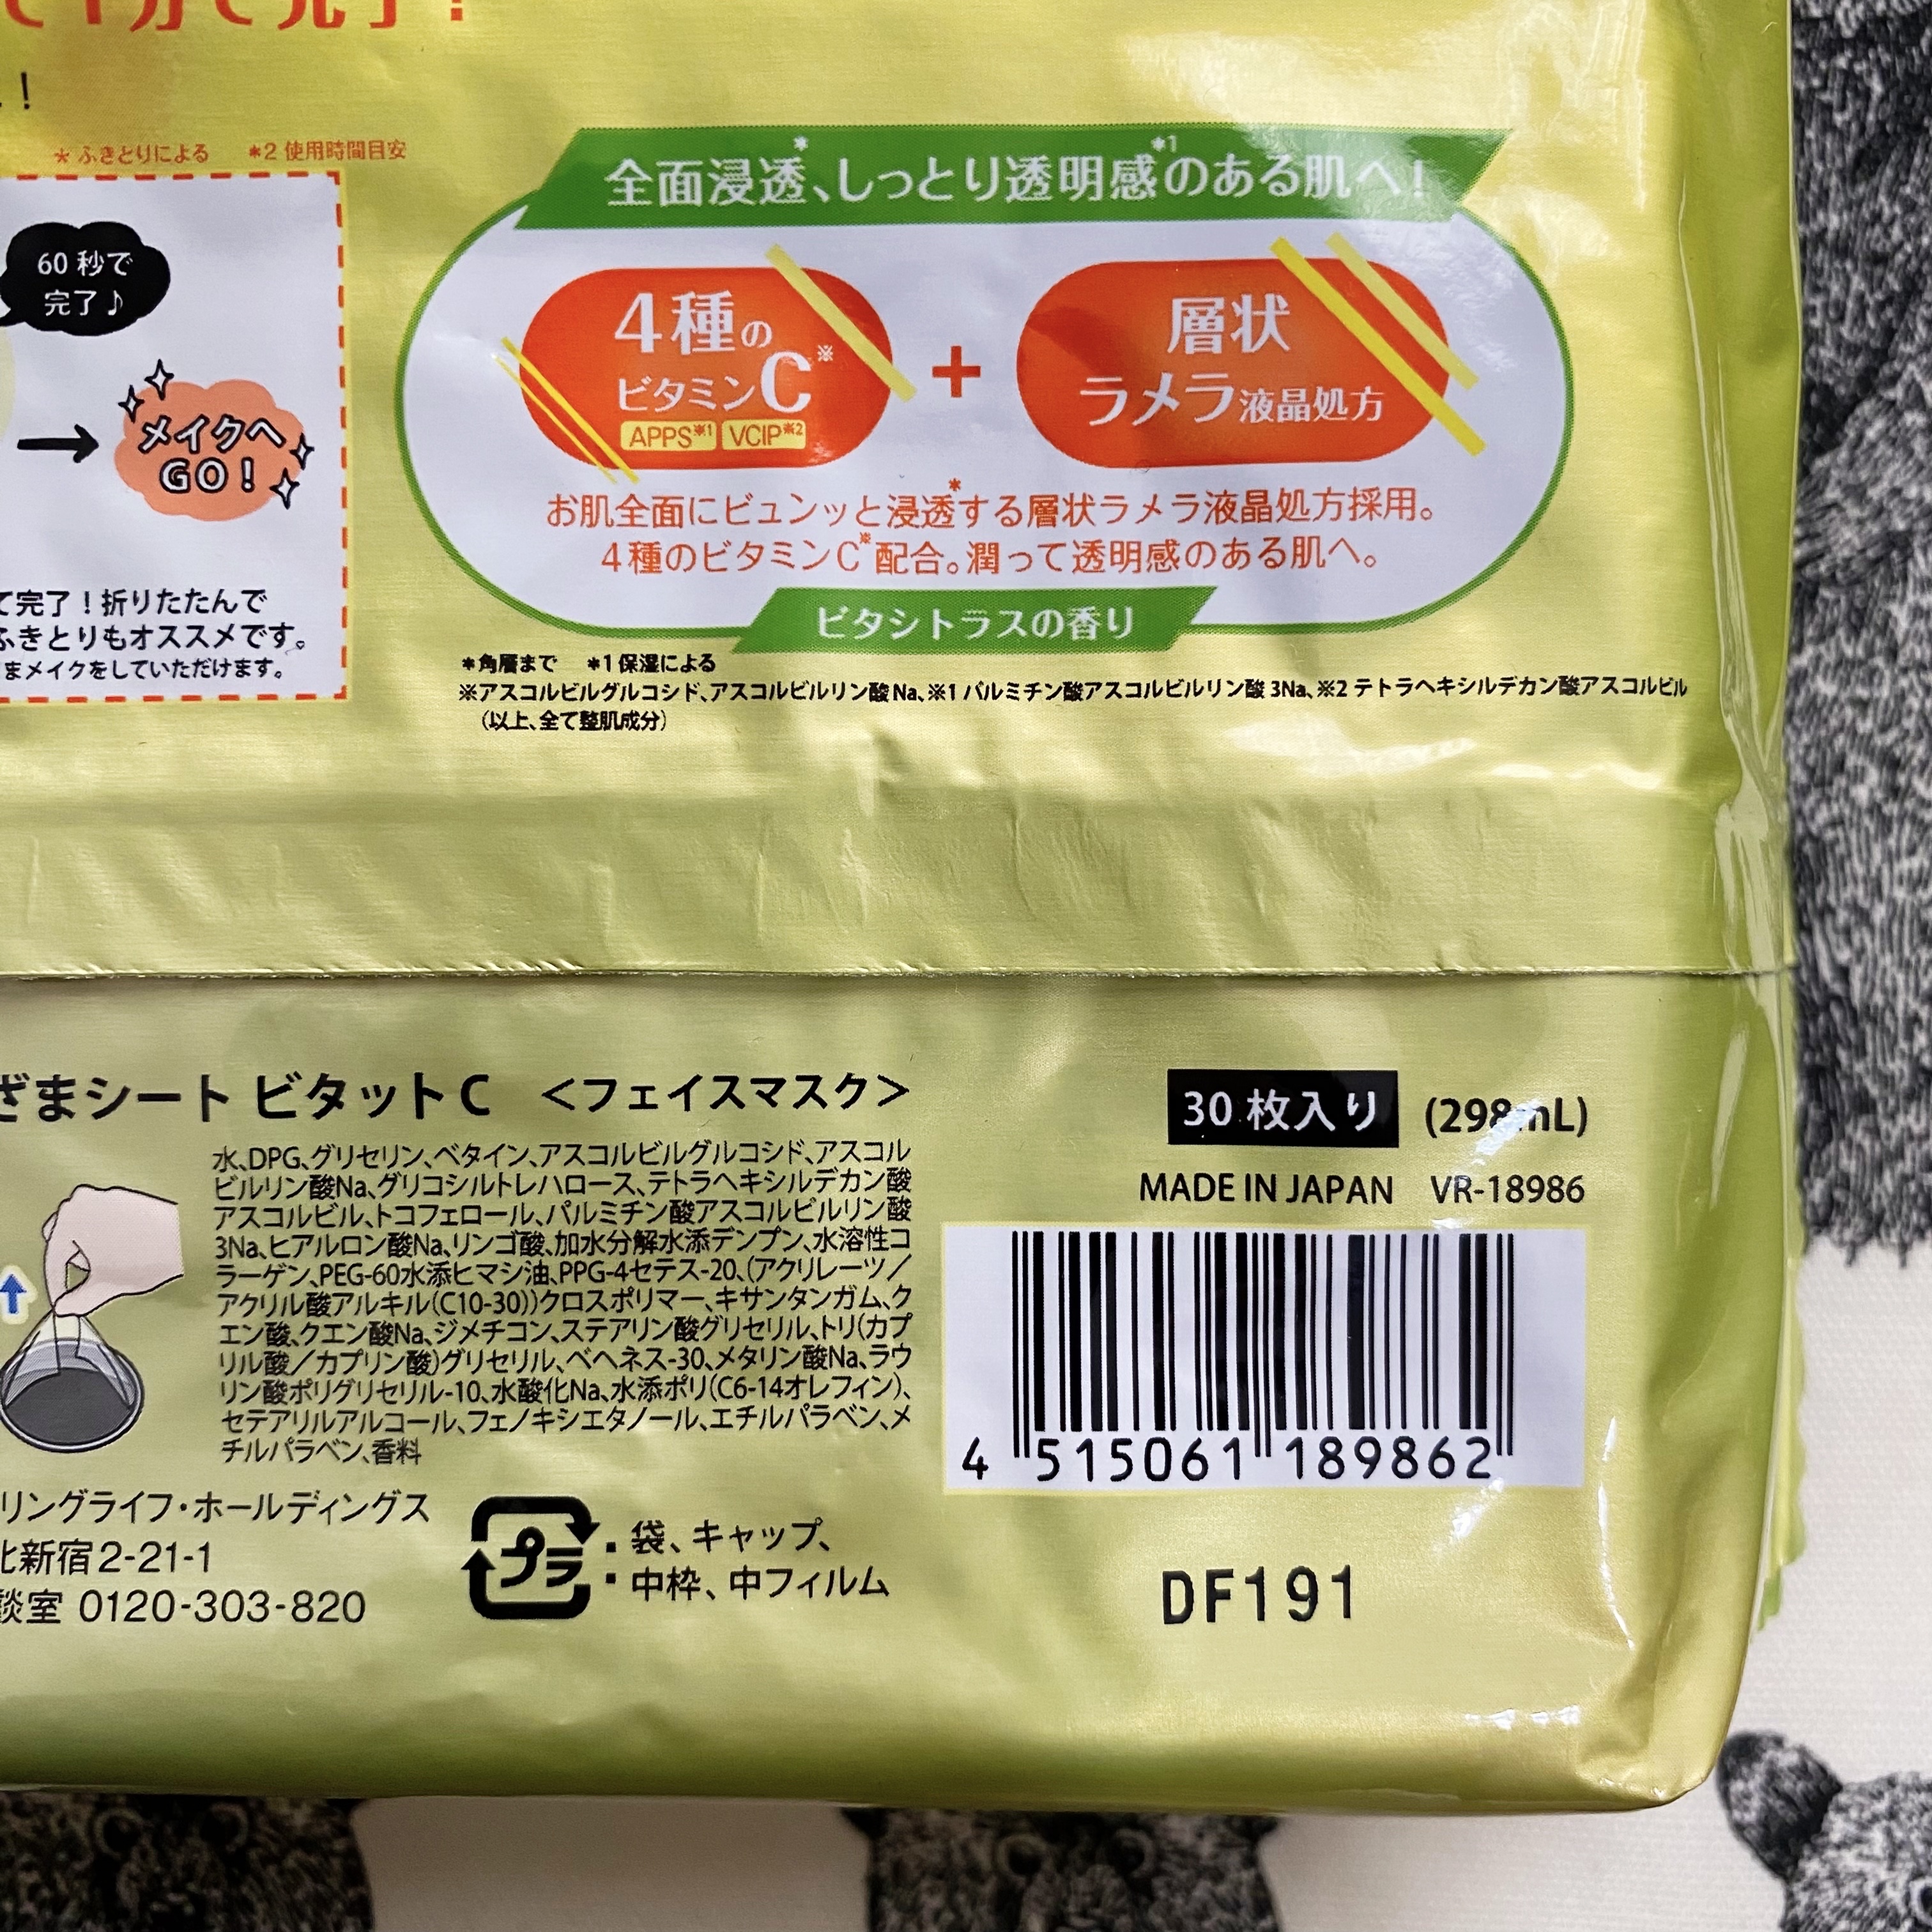 で1分で完了!
!
*ふきとりによる *2 使用時間目安
60秒で
完了♪
メイクへ
GO!
て完了!折りたたんで
ふきとりもオススメです。
まメイクをしていただけます。
全面浸透*、しっとり透明感*1のある肌へ!
4種の
ビタミンC※
APPS※1 VCIP※2
+
層状
ラメラ液晶処方
お肌全面にビュンッと浸透*する層状ラメラ液晶処方採用。
4種のビタミンC※配合。潤って透明感のある肌へ。
ビタシトラスの香り
*角層まで *1 保湿による
※アスコルビルグルコシド、アスコルビルリン酸Na、※1 パルミチン酸アスコルビルリン酸 3Na、※2 テトラヘキシルデカン酸アスコルビル
(以上、全て整肌成分)
ざまシート ビタットC <フェイスマスク>
水、DPG、グリセリン、ベタイン、アスコルビルグルコシド、アスコル
ビルリン酸Na、グリコシルトレハロース、テトラヘキシルデカン酸
アスコルビル、トコフェロール、パルミチン酸アスコルビルリン酸
3Na、ヒアルロン酸Na、リンゴ酸、加水分解水添デンプン、水溶性コ
ラーゲン、PEG-60水添ヒマシ油、PPG-4セテス-20、(アクリレーツ/
アクリル酸アルキル(C10-30))クロスポリマー、キサンタンガム、ク
エン酸、クエン酸Na、ジメチコン、ステアリン酸グリセリル、トリ(カプ
リル酸/カプリン酸)グリセリル、ベヘネス-30、メタリン酸Na、ラウ
リン酸ポリグリセリル-10、水酸化Na、水添ポリ(C6-14オレフィン)、
セテアリルアルコール、フェノキシエタノール、エチルパラベン、メ
チルパラベン、香料
リングライフ・ホールディングス
北新宿2-21-1
談室 0120-303-820
プラ
: 袋、キャップ、
: 中枠、中フィルム
30枚入り (298mL)
MADE IN JAPAN VR-18986
4 515061 189862
DF191